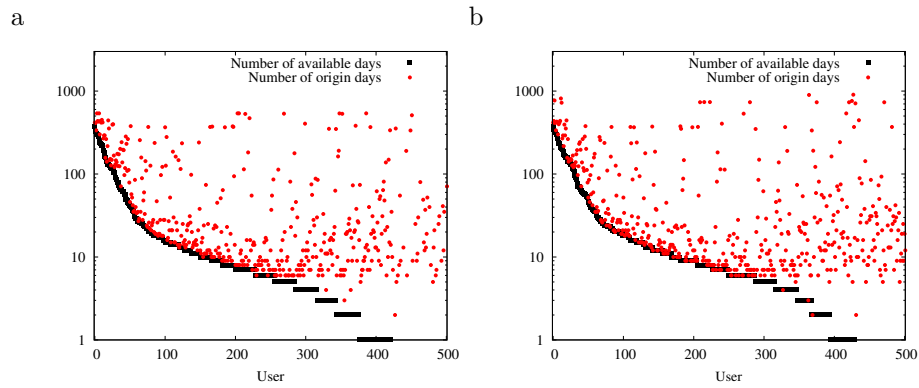 a
Number of available days
Number of origin days
1000
100
10
1
0 100 200 300 400 500
User
b
Number of available days
Number of origin days
1000
100
10
1
0 100 200 300 400 500
User